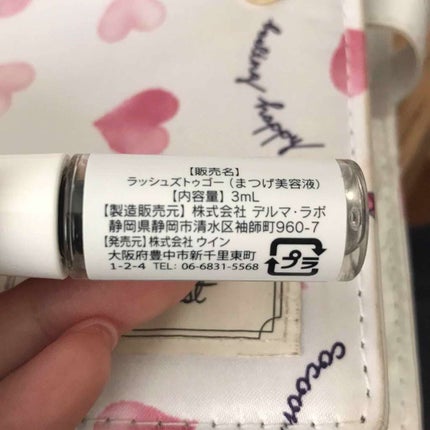 【販売名】
ラッシュズトゥゴー（まつげ美容液）
【内容量】3mL
【製造販売元】株式会社 デルマ・ラボ
静岡県静岡市清水区袖師町960-7
【発売元】株式会社 ウイン
大阪府豊中市新千里東町
1-2-4 TEL: 06-6831-5568
プラ